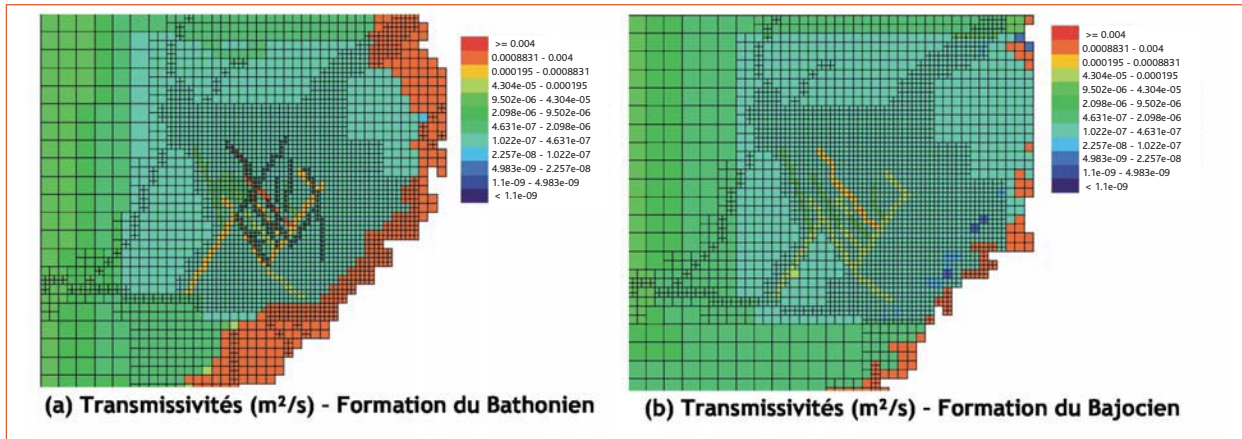 >= 0.004
0.0008831 - 0.004
0.000195 - 0.0008831
4.304e-05 - 0.000195
9.502e-06 - 4.304e-05
2.098e-06 - 9.502e-06
4.631e-07 - 2.098e-06
1.022e-07 - 4.631e-07
2.257e-08 - 1.022e-07
4.983e-09 - 2.257e-08
1.1e-09 - 4.983e-09
< 1.1e-09
(a) Transmissivités (m²/s) - Formation du Bathonien
>= 0.004
0.0008831 - 0.004
0.000195 - 0.0008831
4.304e-05 - 0.000195
9.502e-06 - 4.304e-05
2.098e-06 - 9.502e-06
4.631e-07 - 2.098e-06
1.022e-07 - 4.631e-07
2.257e-08 - 1.022e-07
4.983e-09 - 2.257e-08
1.1e-09 - 4.983e-09
< 1.1e-09
(b) Transmissivités (m²/s) - Formation du Bajocien